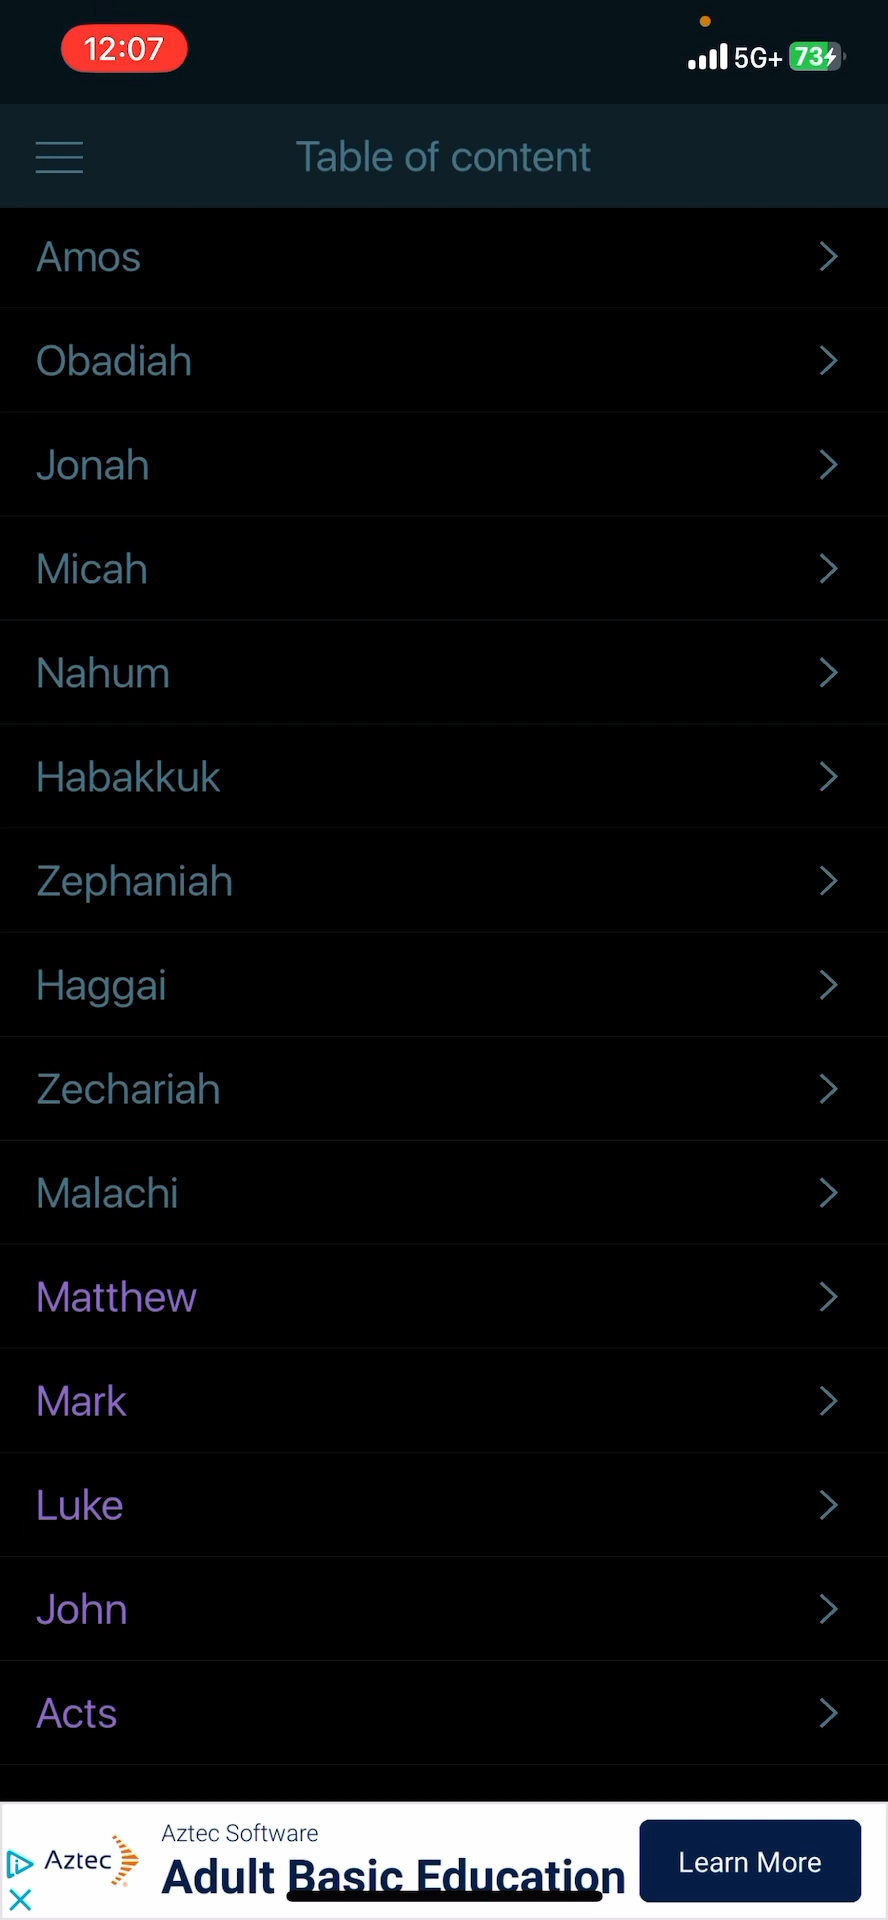 12:07
5G+ 73
Table of content
Amos
Obadiah
Jonah
Micah
Nahum
Habakkuk
Zephaniah
Haggai
Zechariah
Malachi
Matthew
Mark
Luke
John
Acts
Aztec
Aztec Software
Adult Basic Education
Learn More